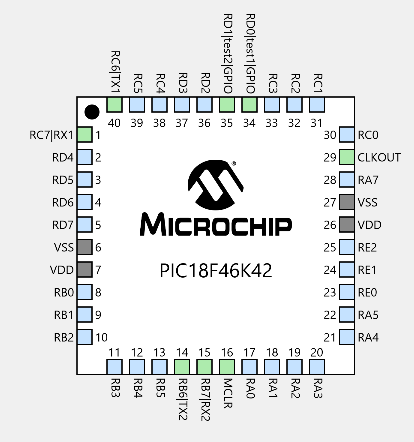 RC6|TX1
RC5
RC4
RD3
RD2
RD1|test2|GPIO
RD0|test1|GPIO
RC3
RC2
RC1
40 39 38 37 36 35 34 33 32 31
RC7|RX1 1
RD4 2
RD5 3
RD6 4
RD7 5
VSS 6
VDD 7
RB0 8
RB1 9
RB2 10
30 RC0
29 CLKOUT
28 RA7
27 VSS
26 VDD
25 RE2
24 RE1
23 RE0
22 RA5
21 RA4
MICROCHIP
PIC18F46K42
11 12 13 14 15 16 17 18 19 20
RB3
RB4
RB5
RB6|TX2
RB7|RX2
MCLR
RA0
RA1
RA2
RA3